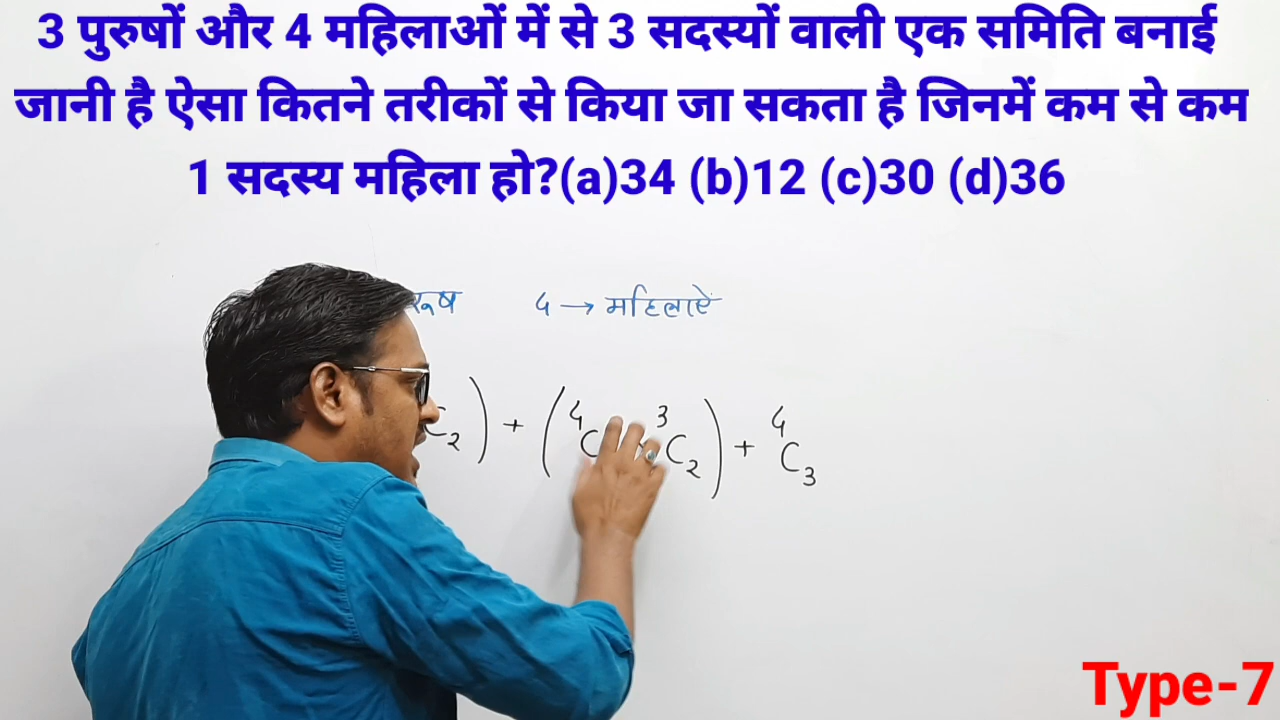 3 पुरुषों और 4 महिलाओं में से 3 सदस्यों वाली एक समिति बनाई
जानी है ऐसा कितने तरीकों से किया जा सकता है जिनमें कम से कम
1 सदस्य महिला हो?(a)34 (b)12 (c)30 (d)36
4 → महिलाऐं
C₂) + (⁴C ³C₂) + ⁴C₃
Type-7